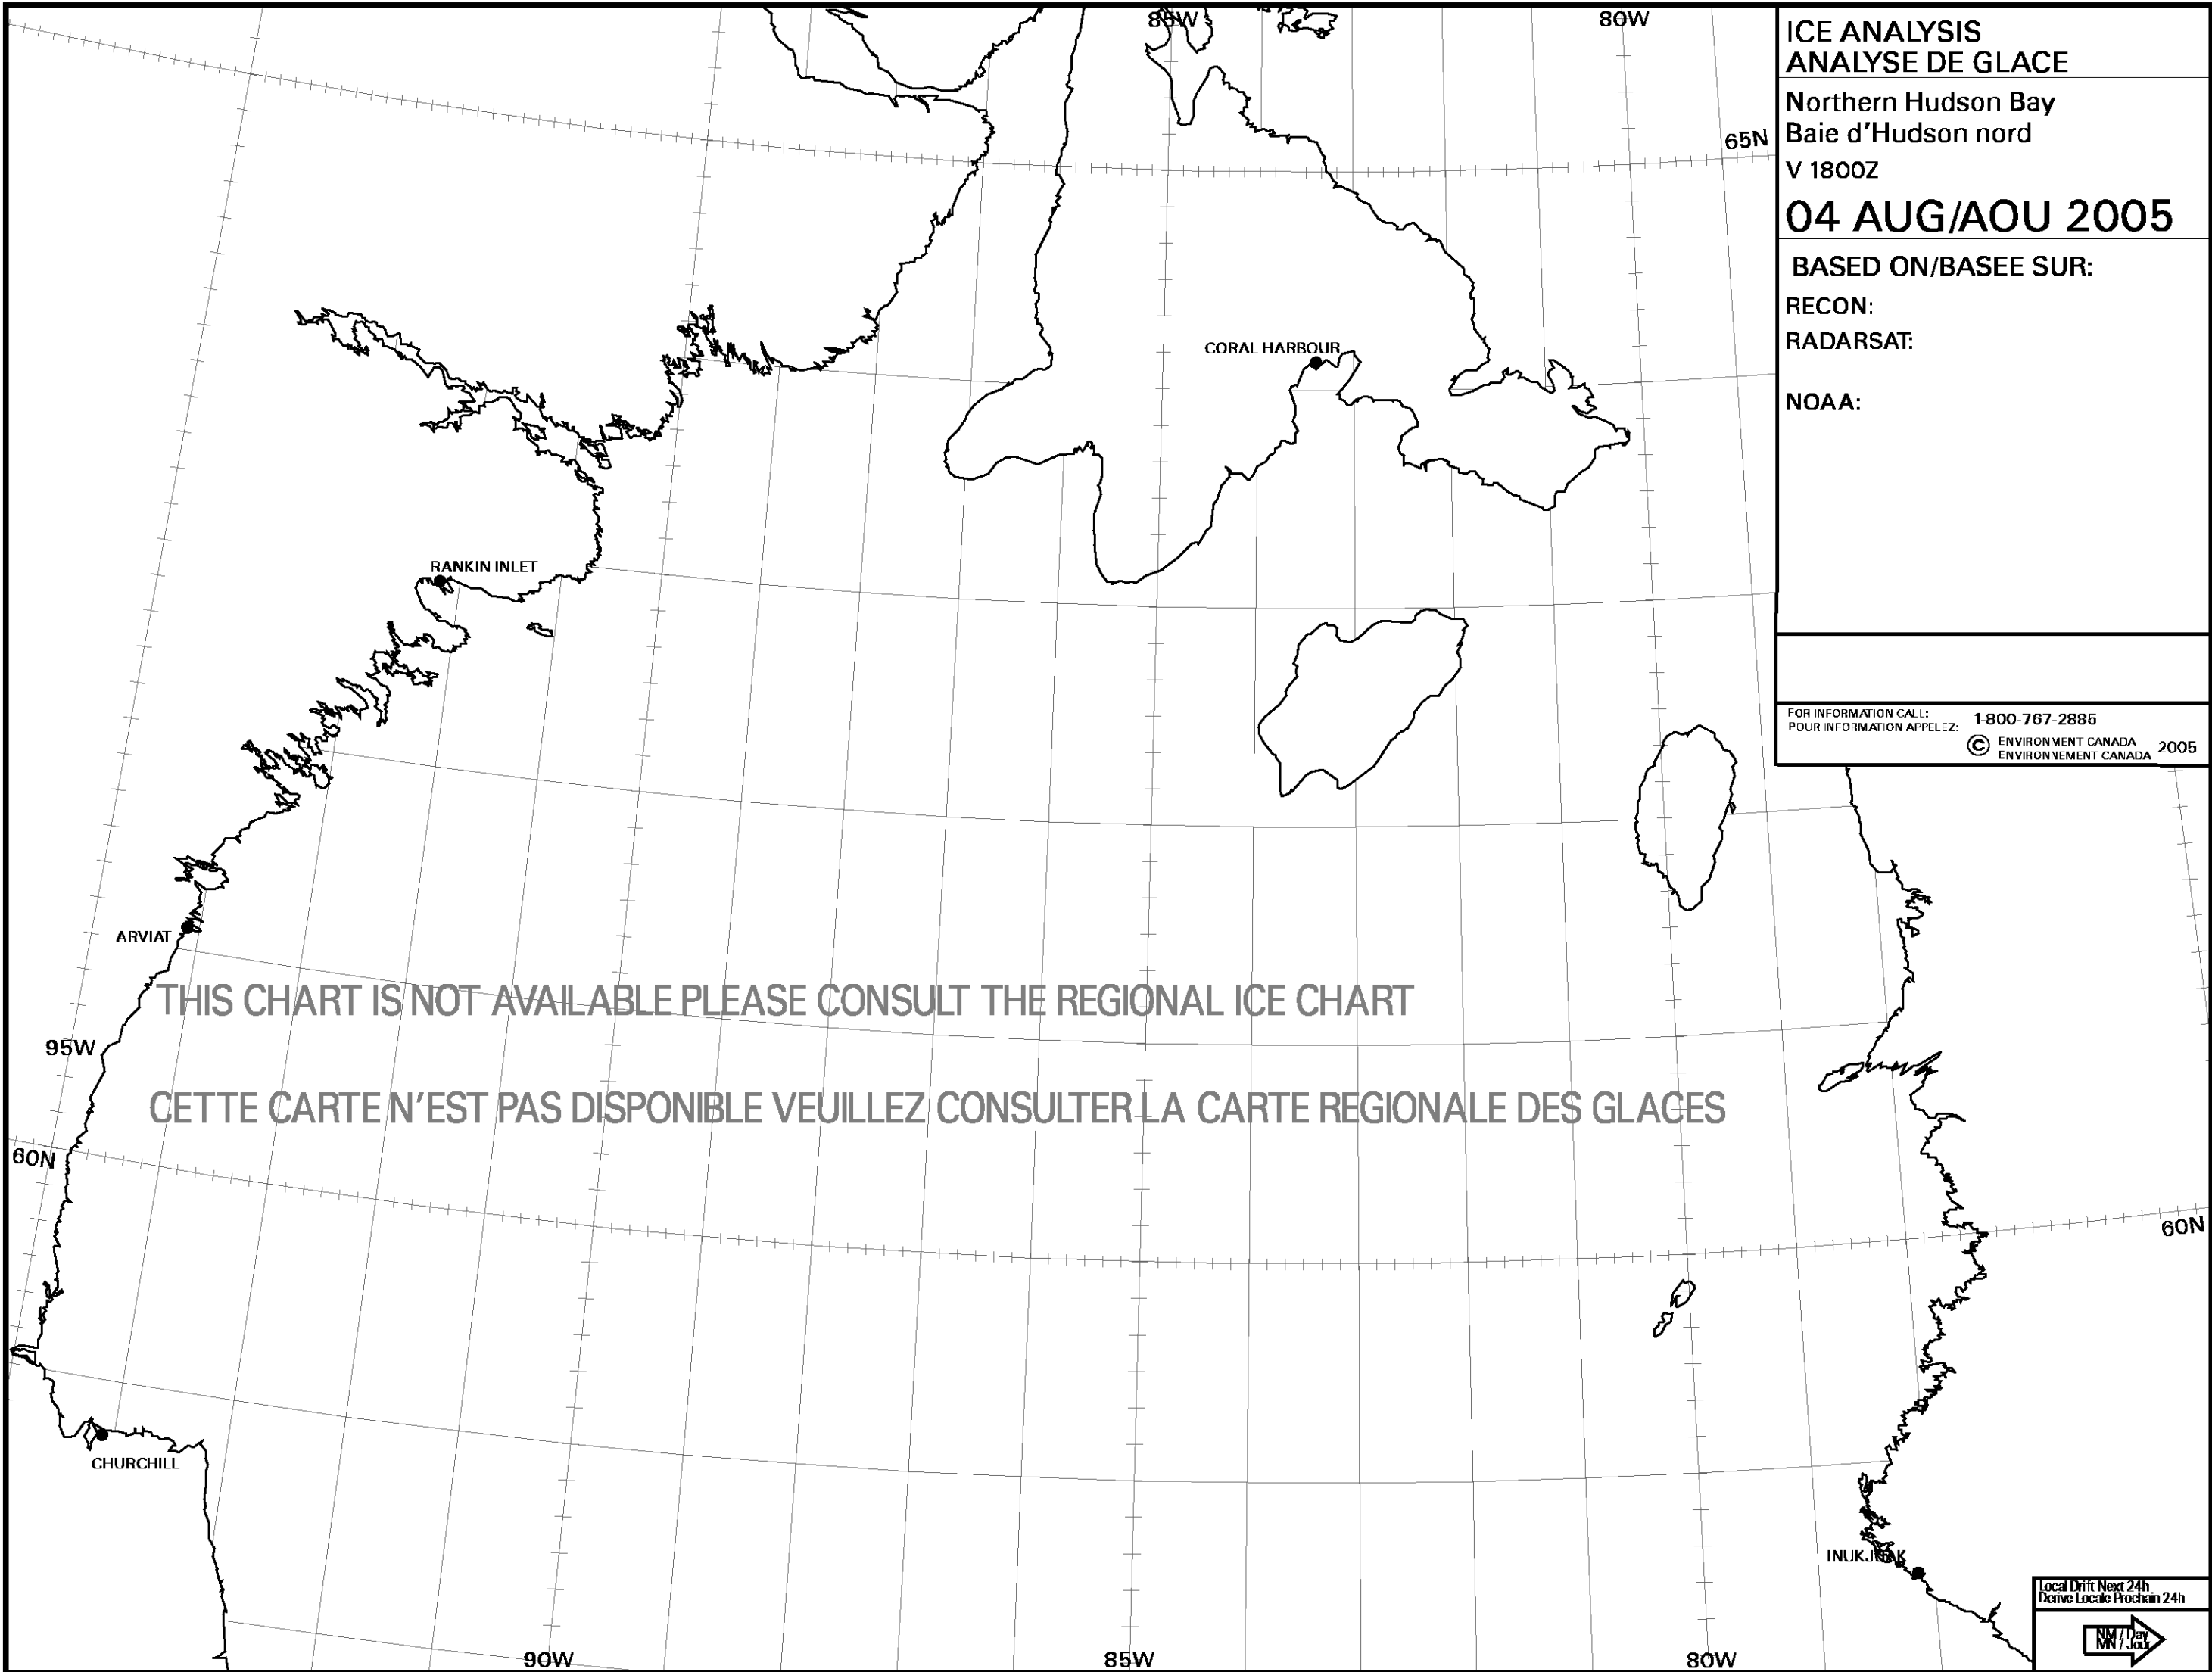 85W
80W
ICE ANALYSIS
ANALYSE DE GLACE
Northern Hudson Bay
Baie d'Hudson nord
65N
V 1800Z
04 AUG/AOU 2005
BASED ON/BASEE SUR:
RECON:
RADARSAT:
NOAA:
CORAL HARBOUR
RANKIN INLET
FOR INFORMATION CALL:
POUR INFORMATION APPELEZ:
1-800-767-2885
© ENVIRONMENT CANADA
ENVIRONNEMENT CANADA
2005
ARVIAT
THIS CHART IS NOT AVAILABLE PLEASE CONSULT THE REGIONAL ICE CHART
95W
CETTE CARTE N'EST PAS DISPONIBLE VEUILLEZ CONSULTER LA CARTE REGIONALE DES GLACES
60N
60N
CHURCHILL
INUKJUAK
Local Drift Next 24h
Derive Locale Prochain 24h
NM / Day
MN / Jour
90W
85W
80W